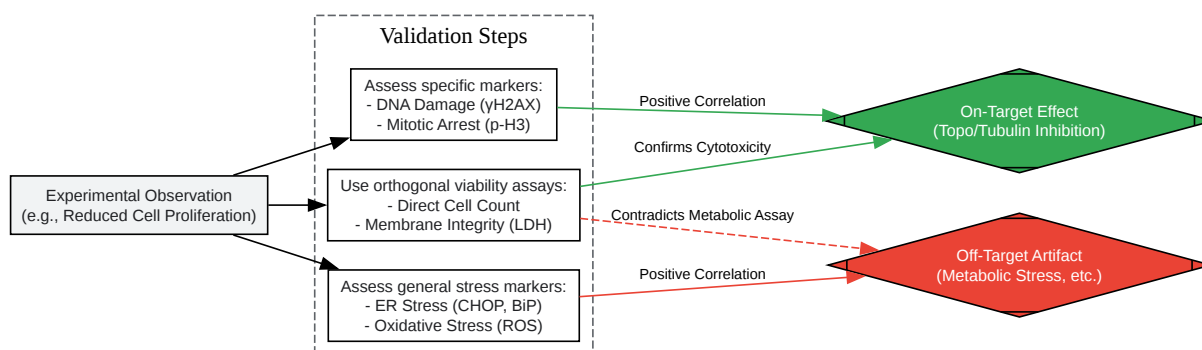 Validation Steps
Experimental Observation
(e.g., Reduced Cell Proliferation)
Assess specific markers:
- DNA Damage (γH2AX)
- Mitotic Arrest (p-H3)
Use orthogonal viability assays:
- Direct Cell Count
- Membrane Integrity (LDH)
Assess general stress markers:
- ER Stress (CHOP, BiP)
- Oxidative Stress (ROS)
Positive Correlation
Confirms Cytotoxicity
Contradicts Metabolic Assay
Positive Correlation
On-Target Effect
(Topo/Tubulin Inhibition)
Off-Target Artifact
(Metabolic Stress, etc.)